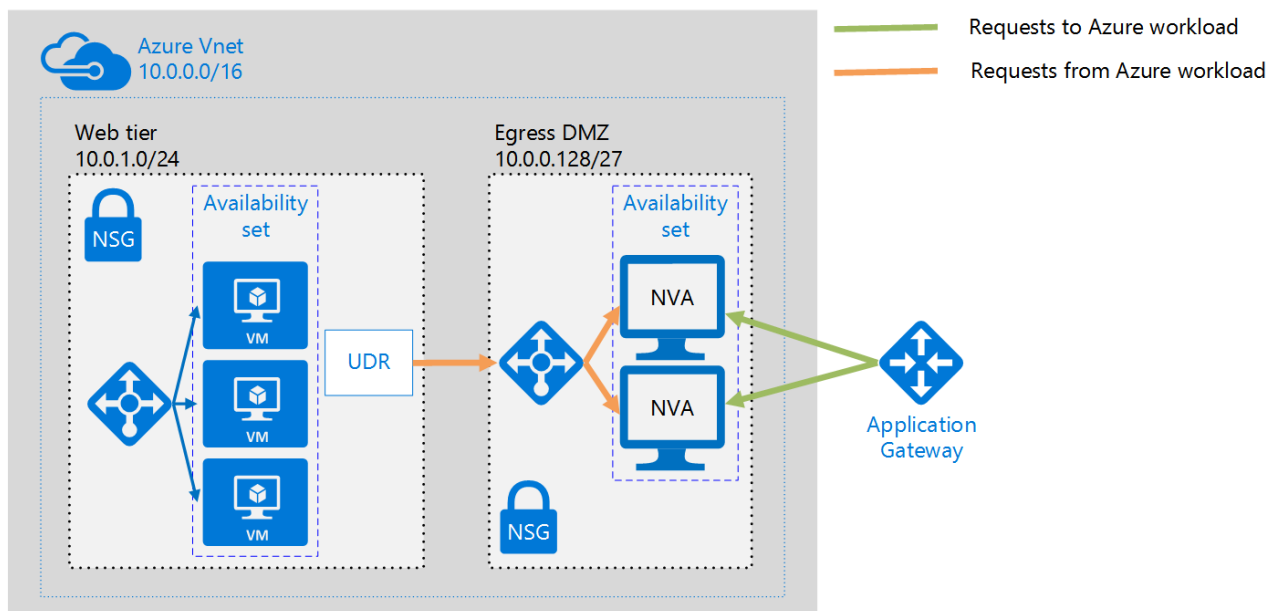 Azure Vnet
10.0.0.0/16
Requests to Azure workload
Requests from Azure workload
Web tier
10.0.1.0/24
Egress DMZ
10.0.0.128/27
NSG
Availability
set
VM
VM
VM
UDR
Availability
set
NVA
NVA
NSG
Application
Gateway